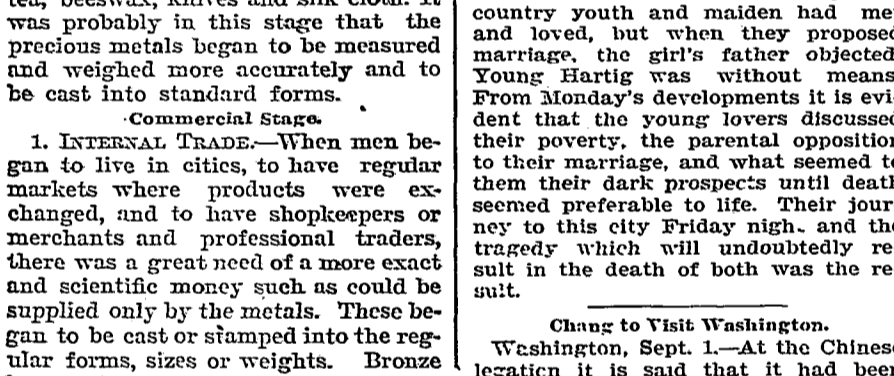 tea, beeswax, knives and silk cloth. It
was probably in this stage that the
precious metals began to be measured
and weighed more accurately and to
be cast into standard forms.
Commercial Stage.
1. INTERNAL TRADE.—When men be-
gan to live in cities, to have regular
markets where products were ex-
changed, and to have shopkeepers or
merchants and professional traders,
there was a great need of a more exact
and scientific money such as could be
supplied only by the metals. These be-
gan to be cast or stamped into the reg-
ular forms, sizes or weights. Bronze
country youth and maiden had me
and loved, but when they propose
marriage, the girl's father objected
Young Hartig was without means
From Monday's developments it is evi-
dent that the young lovers discusse
their poverty, the parental opposition
to their marriage, and what seemed t
them their dark prospects until death
seemed preferable to life. Their jour
ney to this city Friday nigh. and th
tragedy which will undoubtedly re
sult in the death of both was the re
sult.
Chang to Visit Washington.
Washington, Sept. 1.—At the Chines
legation it is said that it had been